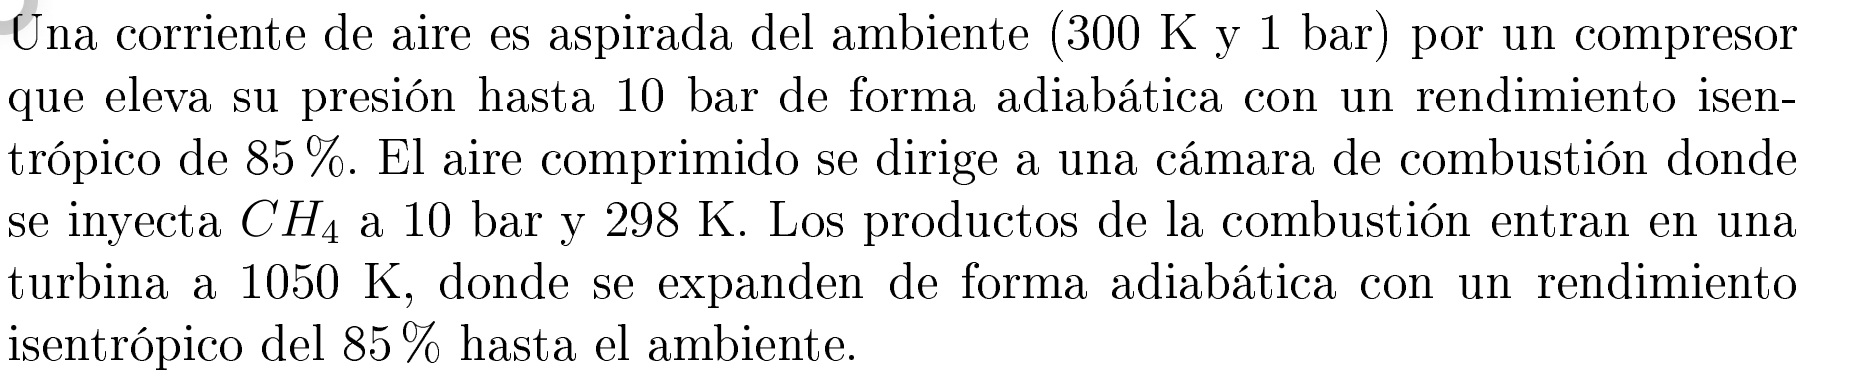 Una corriente de aire es aspirada del ambiente (300 K y 1 bar) por un compresor
que eleva su presión hasta 10 bar de forma adiabática con un rendimiento isen-
trópico de 85 %. El aire comprimido se dirige a una cámara de combustión donde
se inyecta CH₄ a 10 bar y 298 K. Los productos de la combustión entran en una
turbina a 1050 K, donde se expanden de forma adiabática con un rendimiento
isentrópico del 85 % hasta el ambiente.